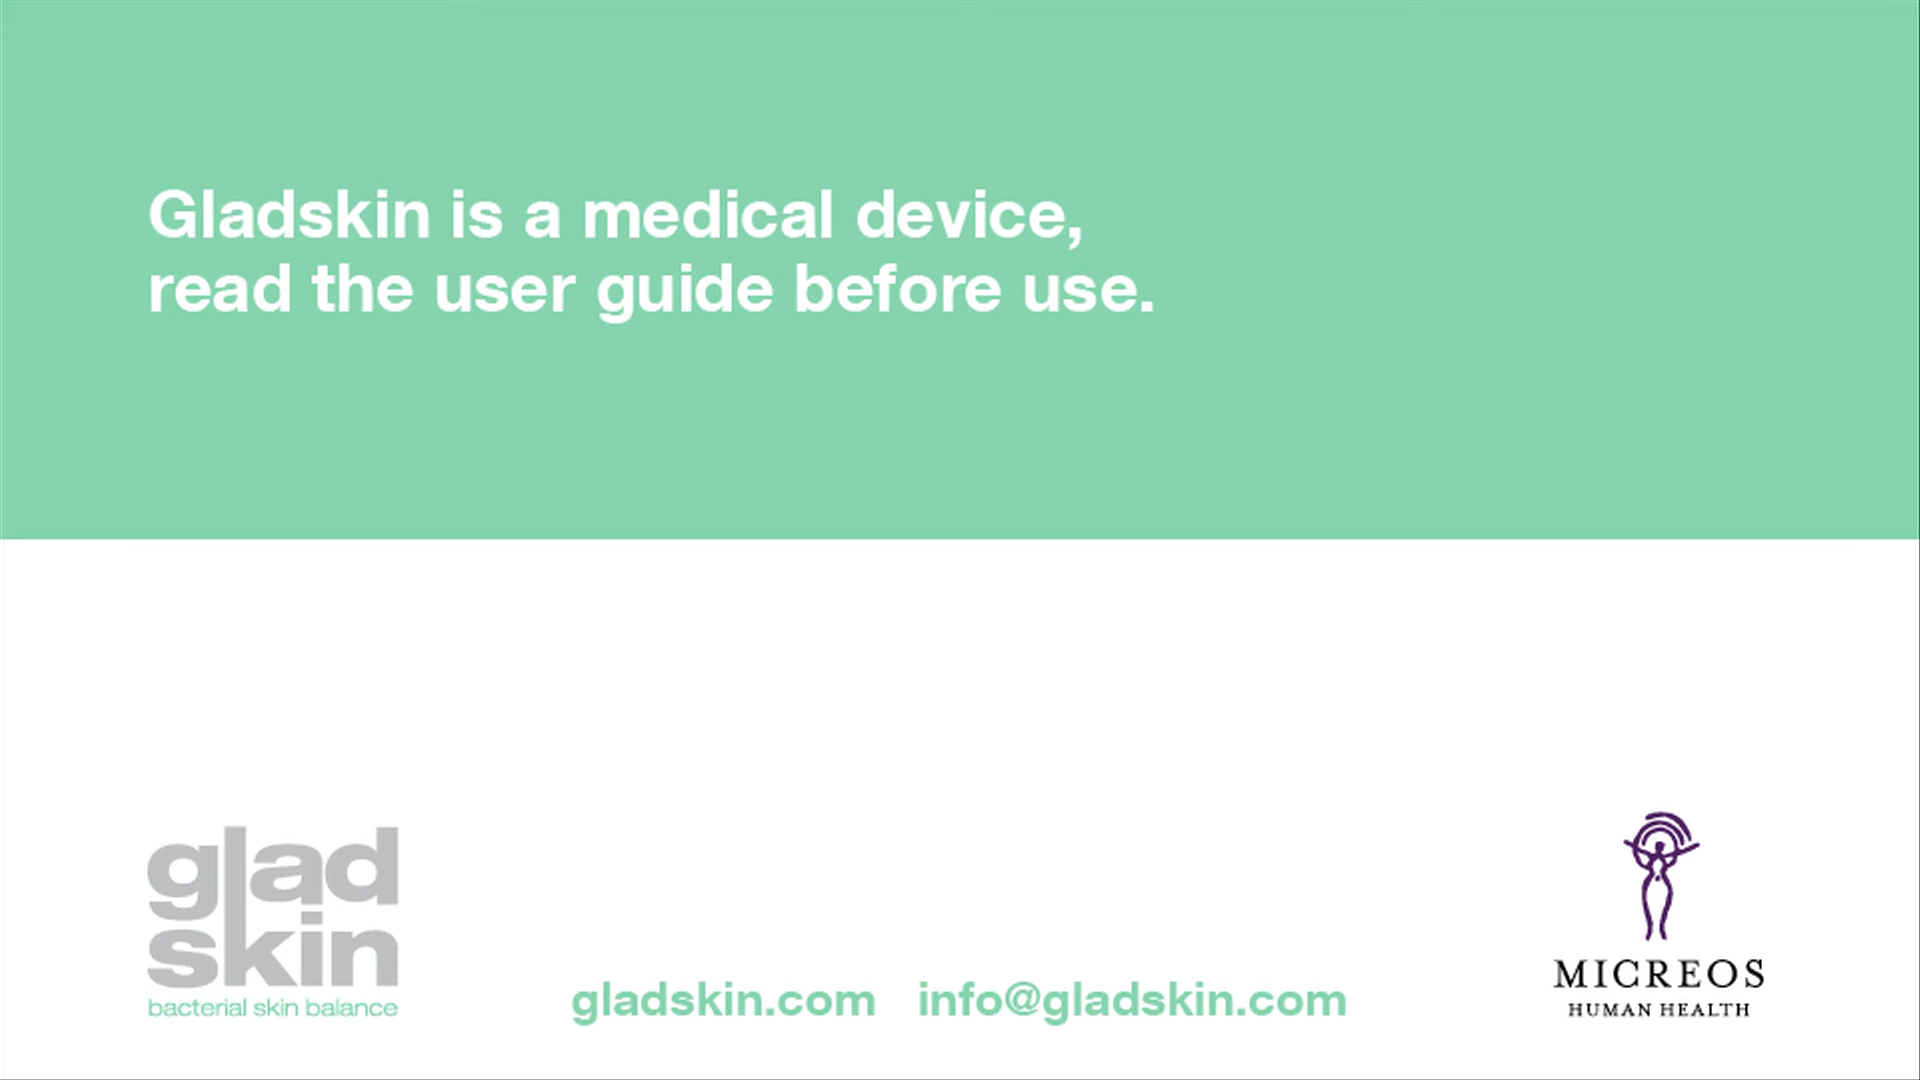 Gladskin is a medical device,
read the user guide before use.
glad
skin
bacterial skin balance
gladskin.com info@gladskin.com
MICREOS
HUMAN HEALTH